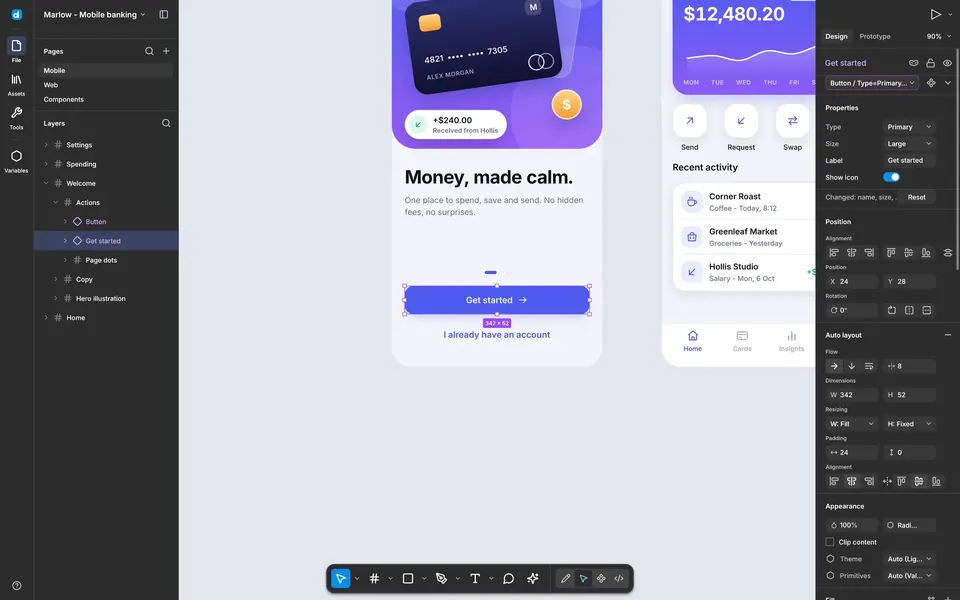 Marlow - Mobile banking
File
Assets
Tools
Variables
Pages
Mobile
Web
Components
Layers
Settings
Spending
Welcome
Actions
Button
Get started
Page dots
Copy
Hero illustration
Home
M
4821 •••• •••• 7305
ALEX MORGAN
$
+$240.00
Received from Hollis
Money, made calm.
One place to spend, save and send. No hidden
fees, no surprises.
Get started
342 × 52
I already have an account
$12,480.20
MON TUE WED THU FRI S
Send Request Swap
Recent activity
Corner Roast
Coffee - Today, 8:12
Greenleaf Market
Groceries - Yesterday
Hollis Studio
Salary - Mon, 6 Oct
+$
Home Cards Insights
Design Prototype 90%
Get started
Button / Type=Primary...
Properties
Type Primary
Size Large
Label Get started
Show icon
Changed: name, size, . Reset
Position
Alignment
Position
X 24 Y 28
Rotation
0°
Auto layout
Flow
8
Dimensions
W 342 H 52
Resizing
W: Fill H: Fixed
Padding
24 0
Alignment
Appearance
100% Radi...
Clip content
Theme Auto (Lig...
Primitives Auto (Val...